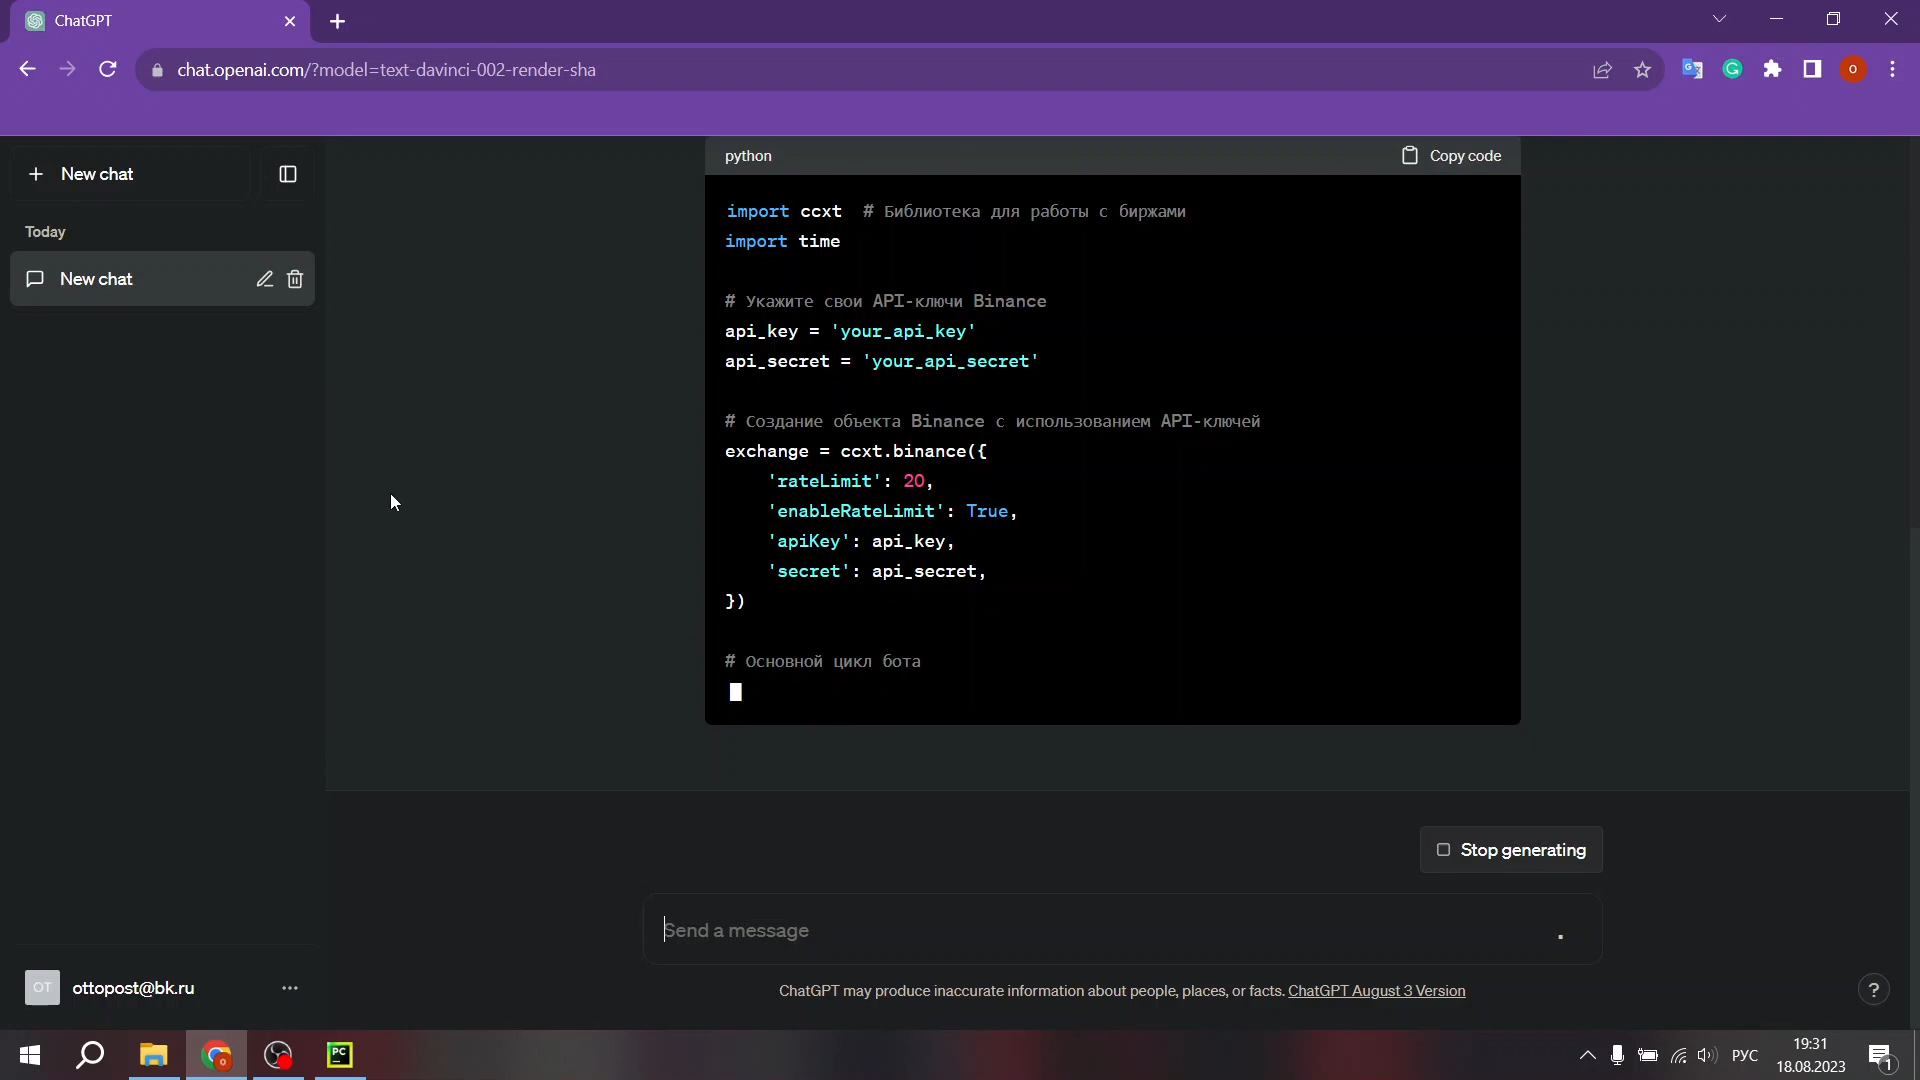 ChatGPT
chat.openai.com/?model=text-davinci-002-render-sha
O
New chat
Today
New chat
python
Copy code
import ccxt  # Библиотека для работы с биржами
import time
# Укажите свои API-ключи Binance
api_key = 'your_api_key'
api_secret = 'your_api_secret'
# Создание объекта Binance с использованием API-ключей
exchange = ccxt.binance({
    'rateLimit': 20,
    'enableRateLimit': True,
    'apiKey': api_key,
    'secret': api_secret,
})
# Основной цикл бота
Stop generating
Send a message
ChatGPT may produce inaccurate information about people, places, or facts. ChatGPT August 3 Version
?
OT
ottopost@bk.ru
PC
РУС
19:31
18.08.2023
1